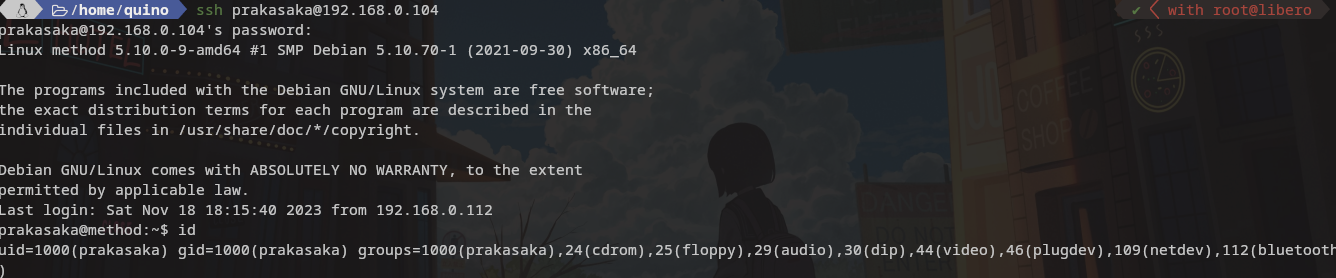 /home/quino ssh prakasaka@192.168.0.104 ✔ with root@libero
prakasaka@192.168.0.104's password:
Linux method 5.10.0-9-amd64 #1 SMP Debian 5.10.70-1 (2021-09-30) x86_64
The programs included with the Debian GNU/Linux system are free software;
the exact distribution terms for each program are described in the
individual files in /usr/share/doc/*/copyright.
Debian GNU/Linux comes with ABSOLUTELY NO WARRANTY, to the extent
permitted by applicable law.
Last login: Sat Nov 18 18:15:40 2023 from 192.168.0.112
prakasaka@method:~$ id
uid=1000(prakasaka) gid=1000(prakasaka) groups=1000(prakasaka),24(cdrom),25(floppy),29(audio),30(dip),44(video),46(plugdev),109(netdev),112(bluetooth
)
$$$
COFFEE
SHOP
HOTEL
DANGER
DO NOT